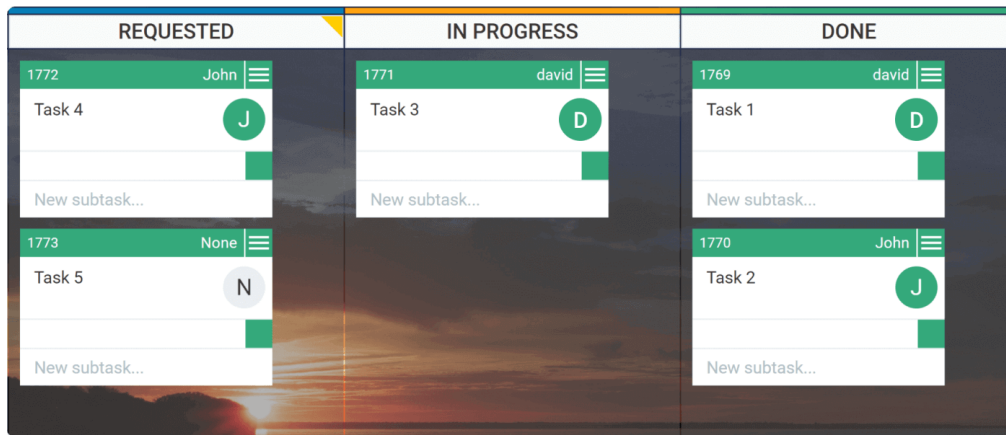 REQUESTED
IN PROGRESS
DONE
1772 John
Task 4
J
New subtask...
1773 None
Task 5
N
New subtask...
1771 david
Task 3
D
New subtask...
1769 david
Task 1
D
New subtask...
1770 John
Task 2
J
New subtask...